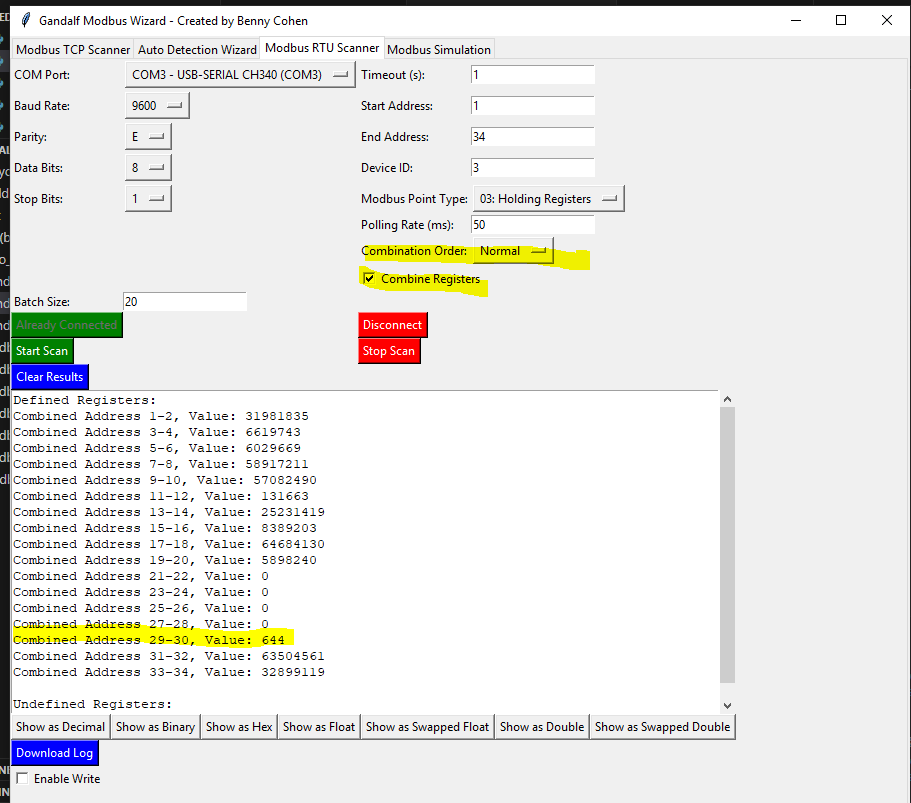 Gandalf Modbus Wizard - Created by Benny Cohen
Modbus TCP Scanner Auto Detection Wizard Modbus RTU Scanner Modbus Simulation
COM Port: COM3 - USB-SERIAL CH340 (COM3) Timeout (s): 1
Baud Rate: 9600 Start Address: 1
Parity: E End Address: 34
Data Bits: 8 Device ID: 3
Stop Bits: 1 Modbus Point Type: 03: Holding Registers
Polling Rate (ms): 50
Combination Order: Normal
Combine Registers
Batch Size: 20
Already Connected Disconnect
Start Scan Stop Scan
Clear Results
Defined Registers:
Combined Address 1-2, Value: 31981835
Combined Address 3-4, Value: 6619743
Combined Address 5-6, Value: 6029669
Combined Address 7-8, Value: 58917211
Combined Address 9-10, Value: 57082490
Combined Address 11-12, Value: 131663
Combined Address 13-14, Value: 25231419
Combined Address 15-16, Value: 8389203
Combined Address 17-18, Value: 64684130
Combined Address 19-20, Value: 5898240
Combined Address 21-22, Value: 0
Combined Address 23-24, Value: 0
Combined Address 25-26, Value: 0
Combined Address 27-28, Value: 0
Combined Address 29-30, Value: 644
Combined Address 31-32, Value: 63504561
Combined Address 33-34, Value: 32899119
Undefined Registers:
Show as Decimal Show as Binary Show as Hex Show as Float Show as Swapped Float Show as Double Show as Swapped Double
Download Log
Enable Write